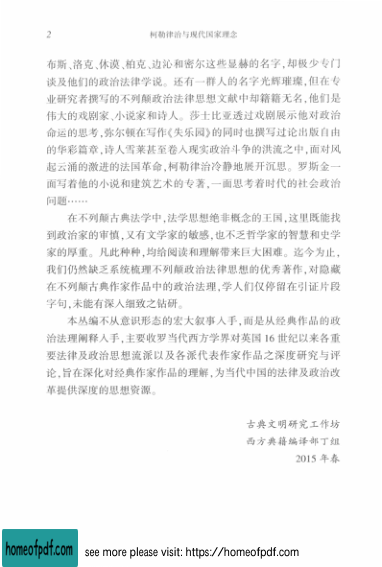 2
柯勒律治与现代国家理念
布斯、洛克、休谟、柏克、边沁和密尔这些显赫的名字,却极少专门
谈及他们的政治法律学说。还有一群人的名字光辉璀璨,但在专
业研究者撰写的不列颠政治法律思想文献中却籍籍无名,他们是
伟大的戏剧家、小说家和诗人。莎士比亚透过戏剧展示他对政治
命运的思考,弥尔顿在写作《失乐园》的同时也撰写过论出版自由
的华彩篇章,诗人雪莱甚至卷入现实政治斗争的洪流之中,面对风
起云涌的激进的法国革命,柯勒律治冷静地展开沉思。罗斯金一
面写着他的小说和建筑艺术的专著,一面思考着时代的社会政治
问题……
在不列颠古典法学中,法学思想绝非概念的王国,这里既能找
到政治家的审慎,又有文学家的敏感,也不乏哲学家的智慧和史学
家的厚重。凡此种种,均给阅读和理解带来巨大困难。迄今为止,
我们仍然缺乏系统梳理不列颠政治法律思想的优秀著作,对隐藏
在不列颠古典作家作品中的政治法理,学人们仅停留在引证片段
字句,未能有深入细致之钻研。
本丛编不从意识形态的宏大叙事入手,而是从经典作品的政
治法理阐释入手,主要收罗当代西方学界对英国 16 世纪以来各重
要法律及政治思想流派以及各派代表作家作品之深度研究与评
论,旨在深化对经典作家作品的理解,为当代中国的法律及政治改
革提供深度的思想资源。
古典文明研究工作坊
西方典籍编译部丁组
2015 年春
homeofpdf.com
see more please visit: https://homeofpdf.com